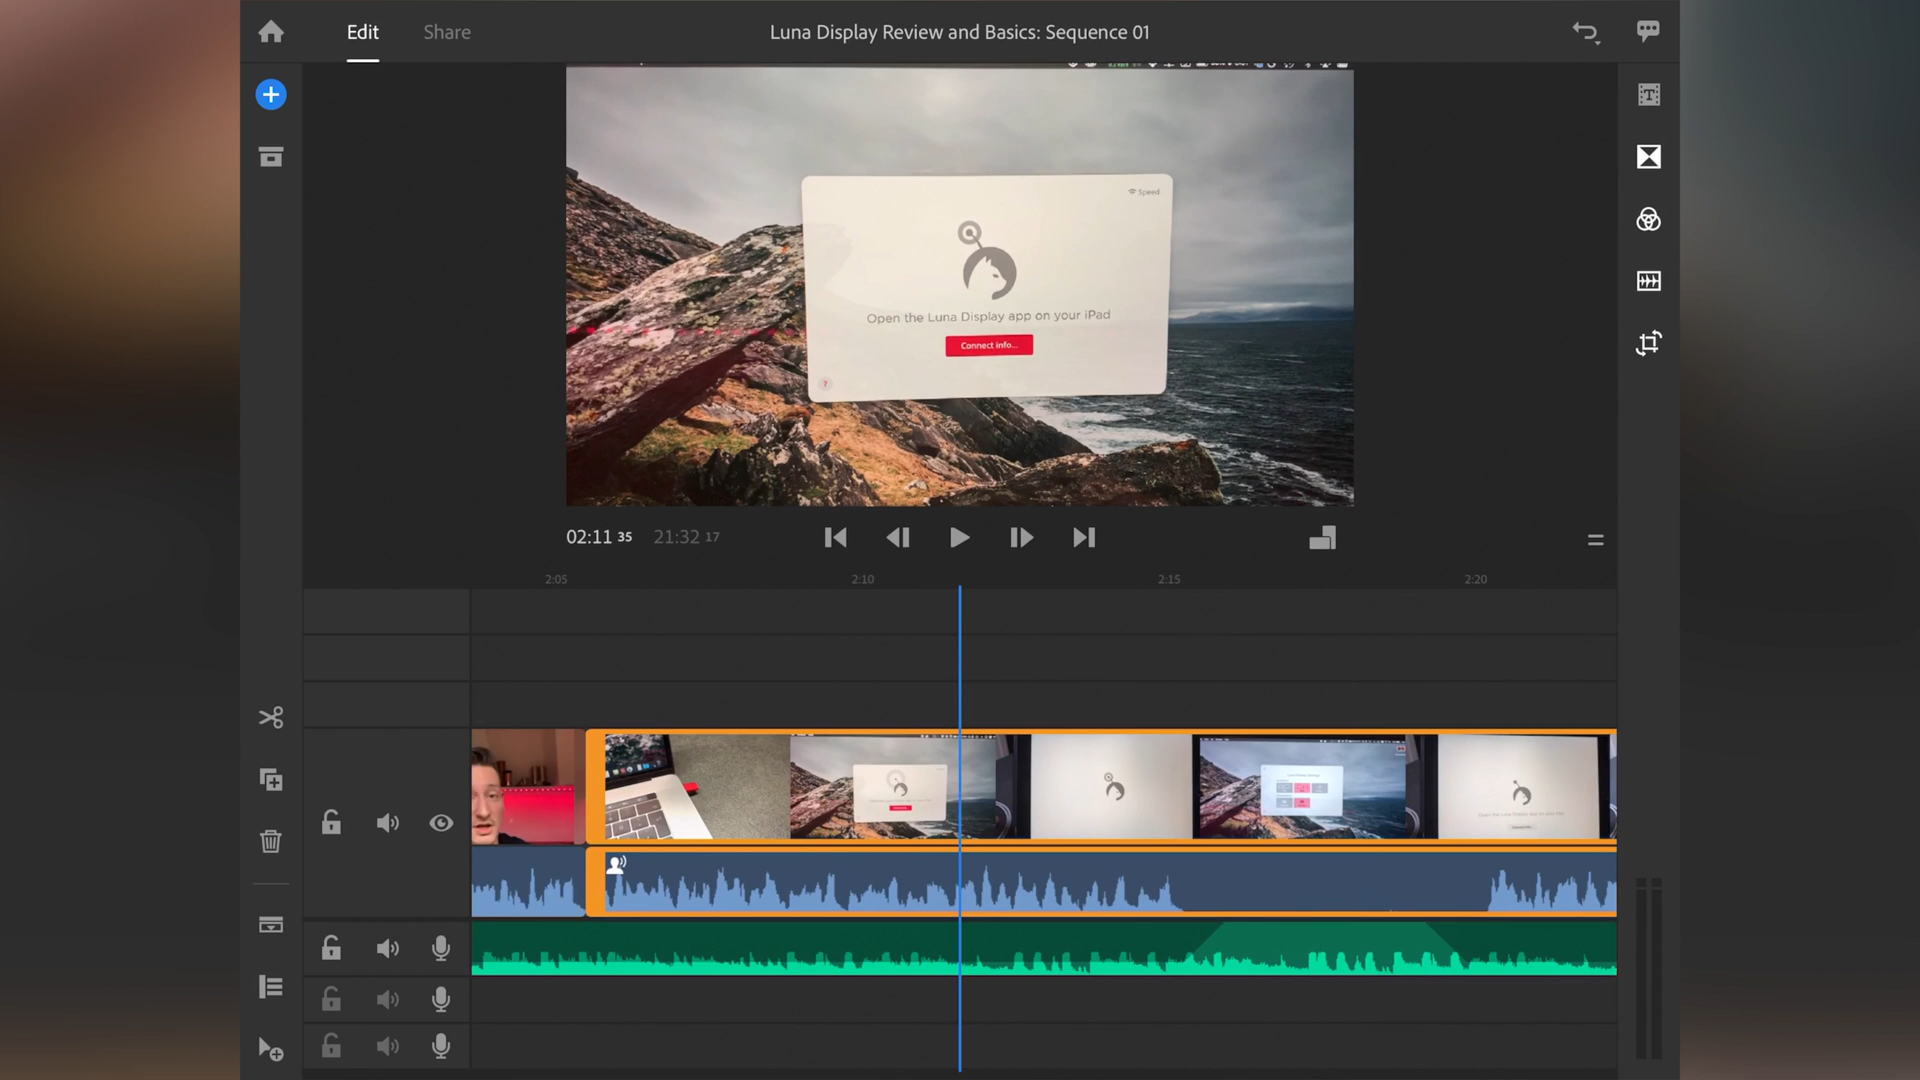 Edit
Share
Luna Display Review and Basics: Sequence 01
Speed
Open the Luna Display app on your iPad
Connect info...
?
02:11 35
21:32 17
2:05
2:10
2:15
2:20